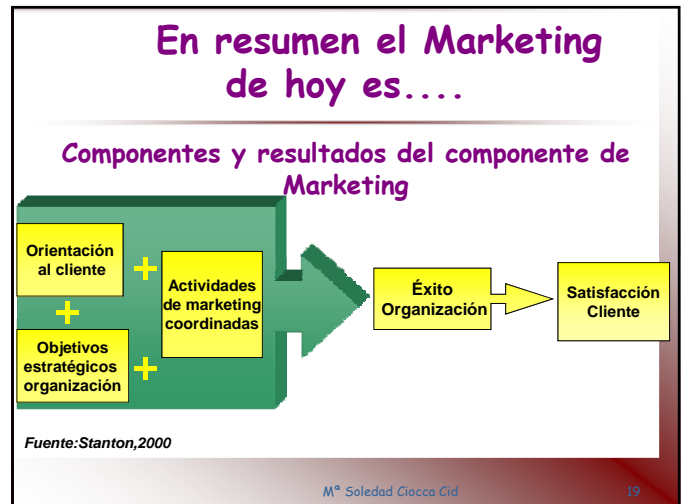 En resumen el Marketing
de hoy es....
Componentes y resultados del componente de
Marketing
Orientación
al cliente
+
+
Objetivos
estratégicos
organización
+
Actividades
de marketing
coordinadas
Éxito
Organización
Satisfacción
Cliente
Fuente:Stanton,2000
Mª Soledad Ciocca Cid
19